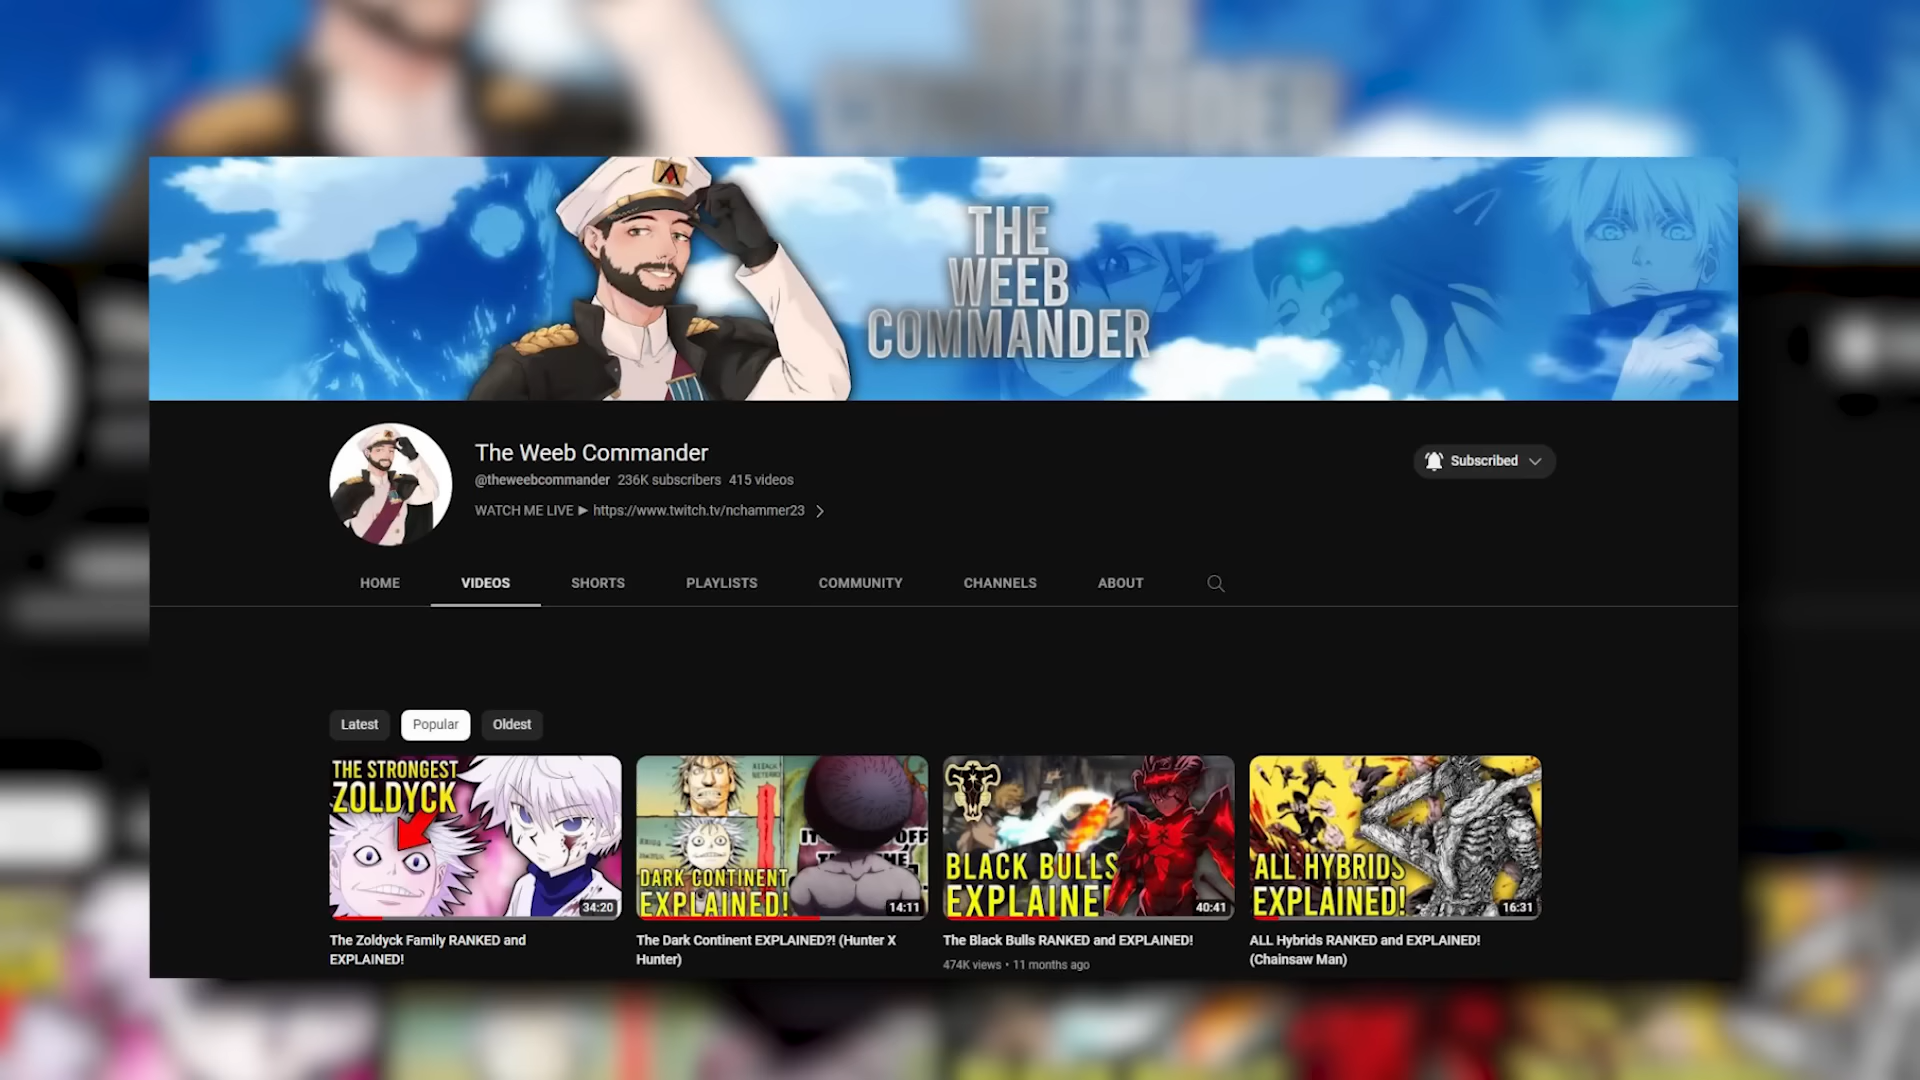 THE
WEEB
COMMANDER
The Weeb Commander
@theweebcommander 236K subscribers 415 videos
WATCH ME LIVE ► https://www.twitch.tv/nchammer23
Subscribed
HOME VIDEOS SHORTS PLAYLISTS COMMUNITY CHANNELS ABOUT
Latest Popular Oldest
THE STRONGEST
ZOLDYCK
34:20
DARK CONTINENT
EXPLAINED!
14:11
BLACK BULLS
EXPLAINE
40:41
ALL HYBRIDS
EXPLAINED!
16:31
The Zoldyck Family RANKED and
EXPLAINED!
The Dark Continent EXPLAINED?! (Hunter X
Hunter)
The Black Bulls RANKED and EXPLAINED!
474K views • 11 months ago
ALL Hybrids RANKED and EXPLAINED!
(Chainsaw Man)